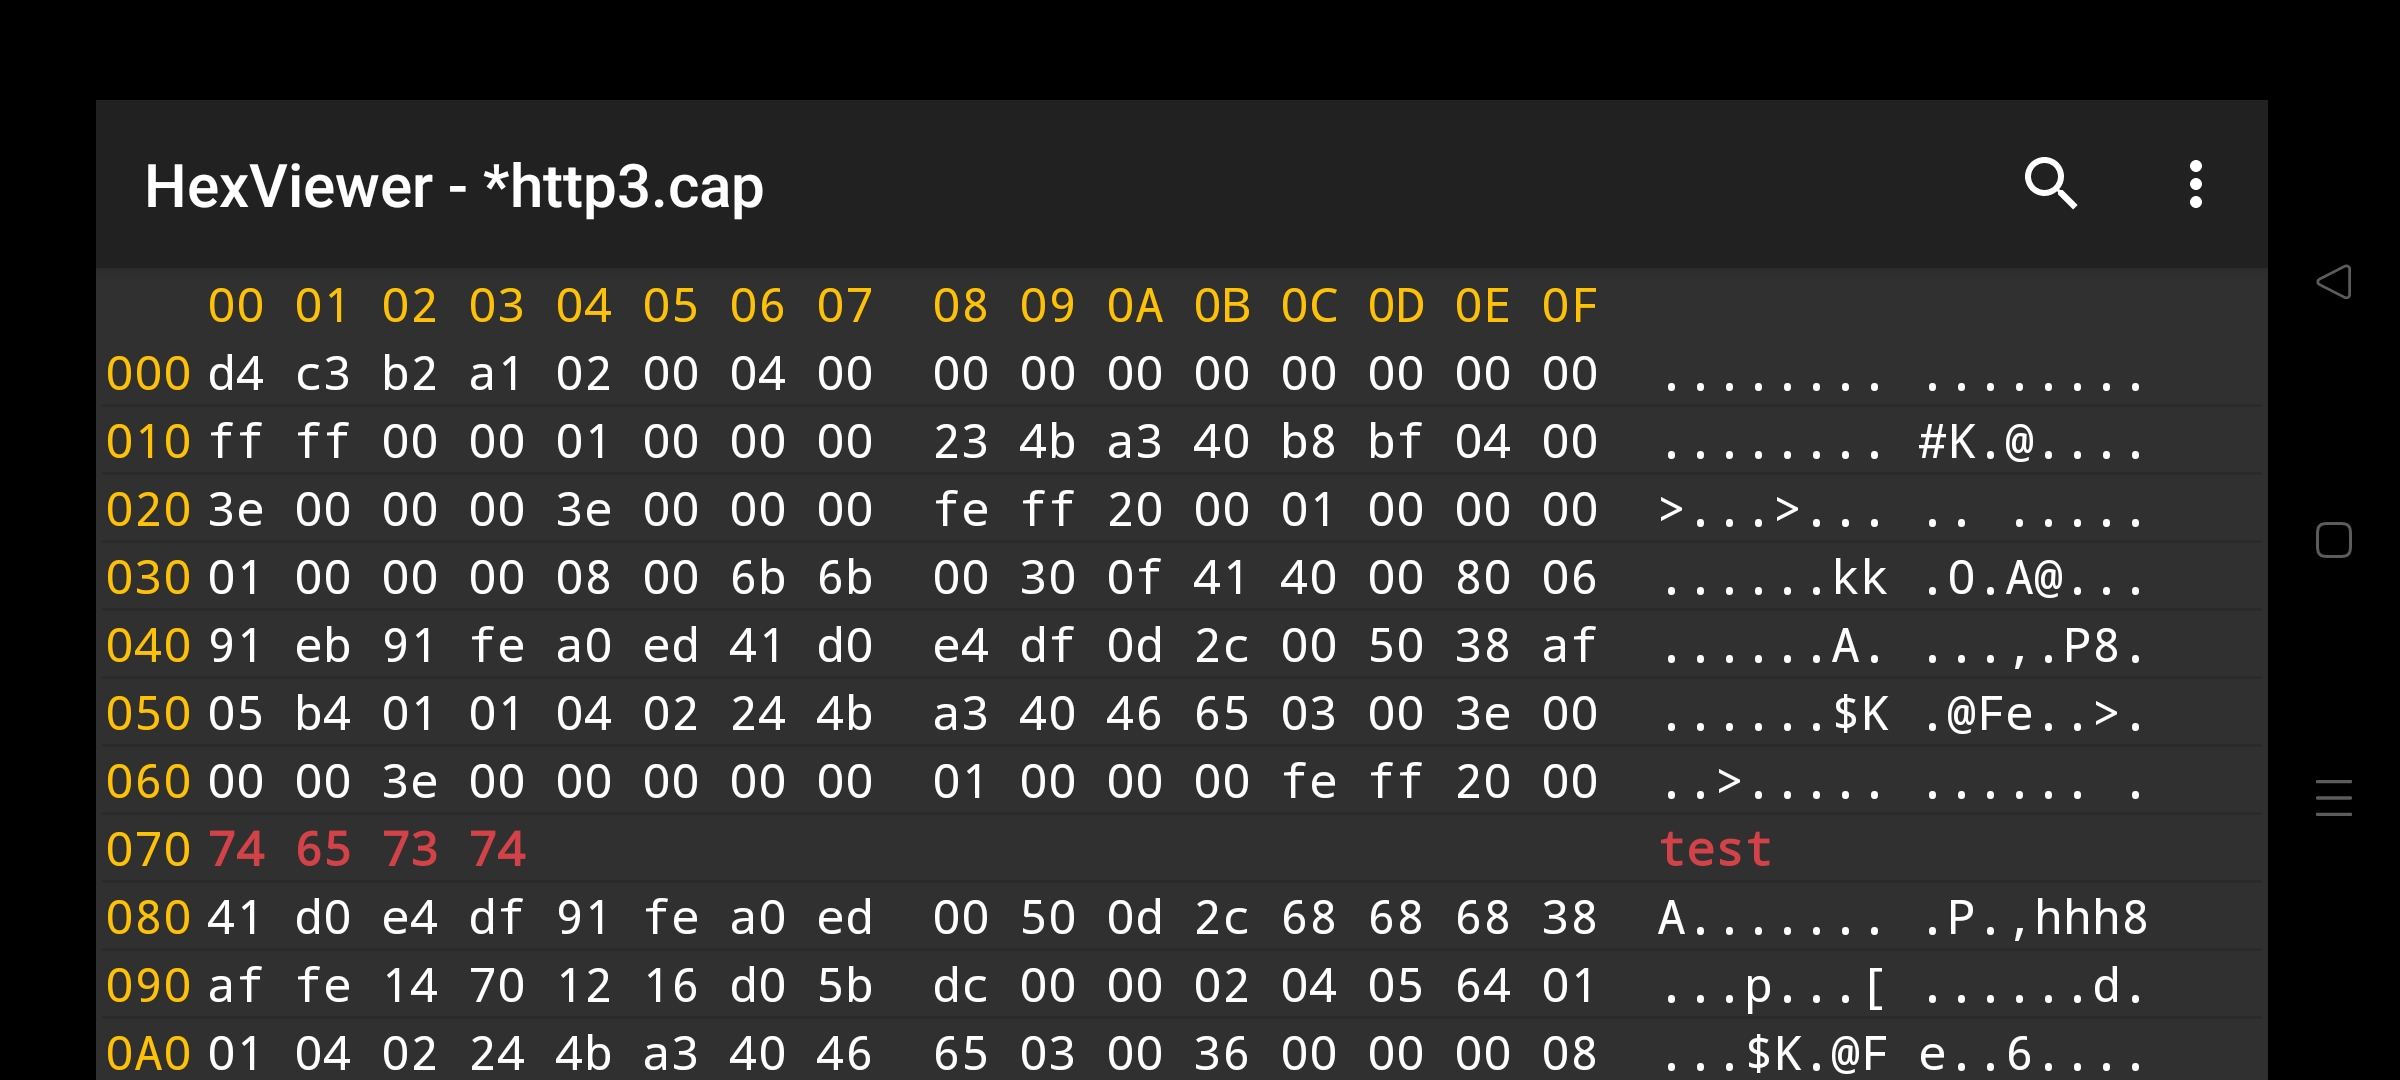 HexViewer - *http3.cap
00 01 02 03 04 05 06 07 08 09 0A 0B 0C 0D 0E 0F
000 d4 c3 b2 a1 02 00 04 00 00 00 00 00 00 00 00 00 ........ ........
010 ff ff 00 00 01 00 00 00 23 4b a3 40 b8 bf 04 00 ........ #K.@....
020 3e 00 00 00 3e 00 00 00 fe ff 20 00 01 00 00 00 >...>... .. .....
030 01 00 00 00 08 00 6b 6b 00 30 0f 41 40 00 80 06 ......kk .0.A@...
040 91 eb 91 fe a0 ed 41 d0 e4 df 0d 2c 00 50 38 af ......A. ...,.P8.
050 05 b4 01 01 04 02 24 4b a3 40 46 65 03 00 3e 00 ......$K .@Fe..>.
060 00 00 3e 00 00 00 00 00 01 00 00 00 fe ff 20 00 ..>..... ...... .
070 74 65 73 74 test
080 41 d0 e4 df 91 fe a0 ed 00 50 0d 2c 68 68 68 38 A....... .P.,hhh8
090 af fe 14 70 12 16 d0 5b dc 00 00 02 04 05 64 01 ...p...[ ......d.
0A0 01 04 02 24 4b a3 40 46 65 03 00 36 00 00 00 08 ...$K.@F e..6....